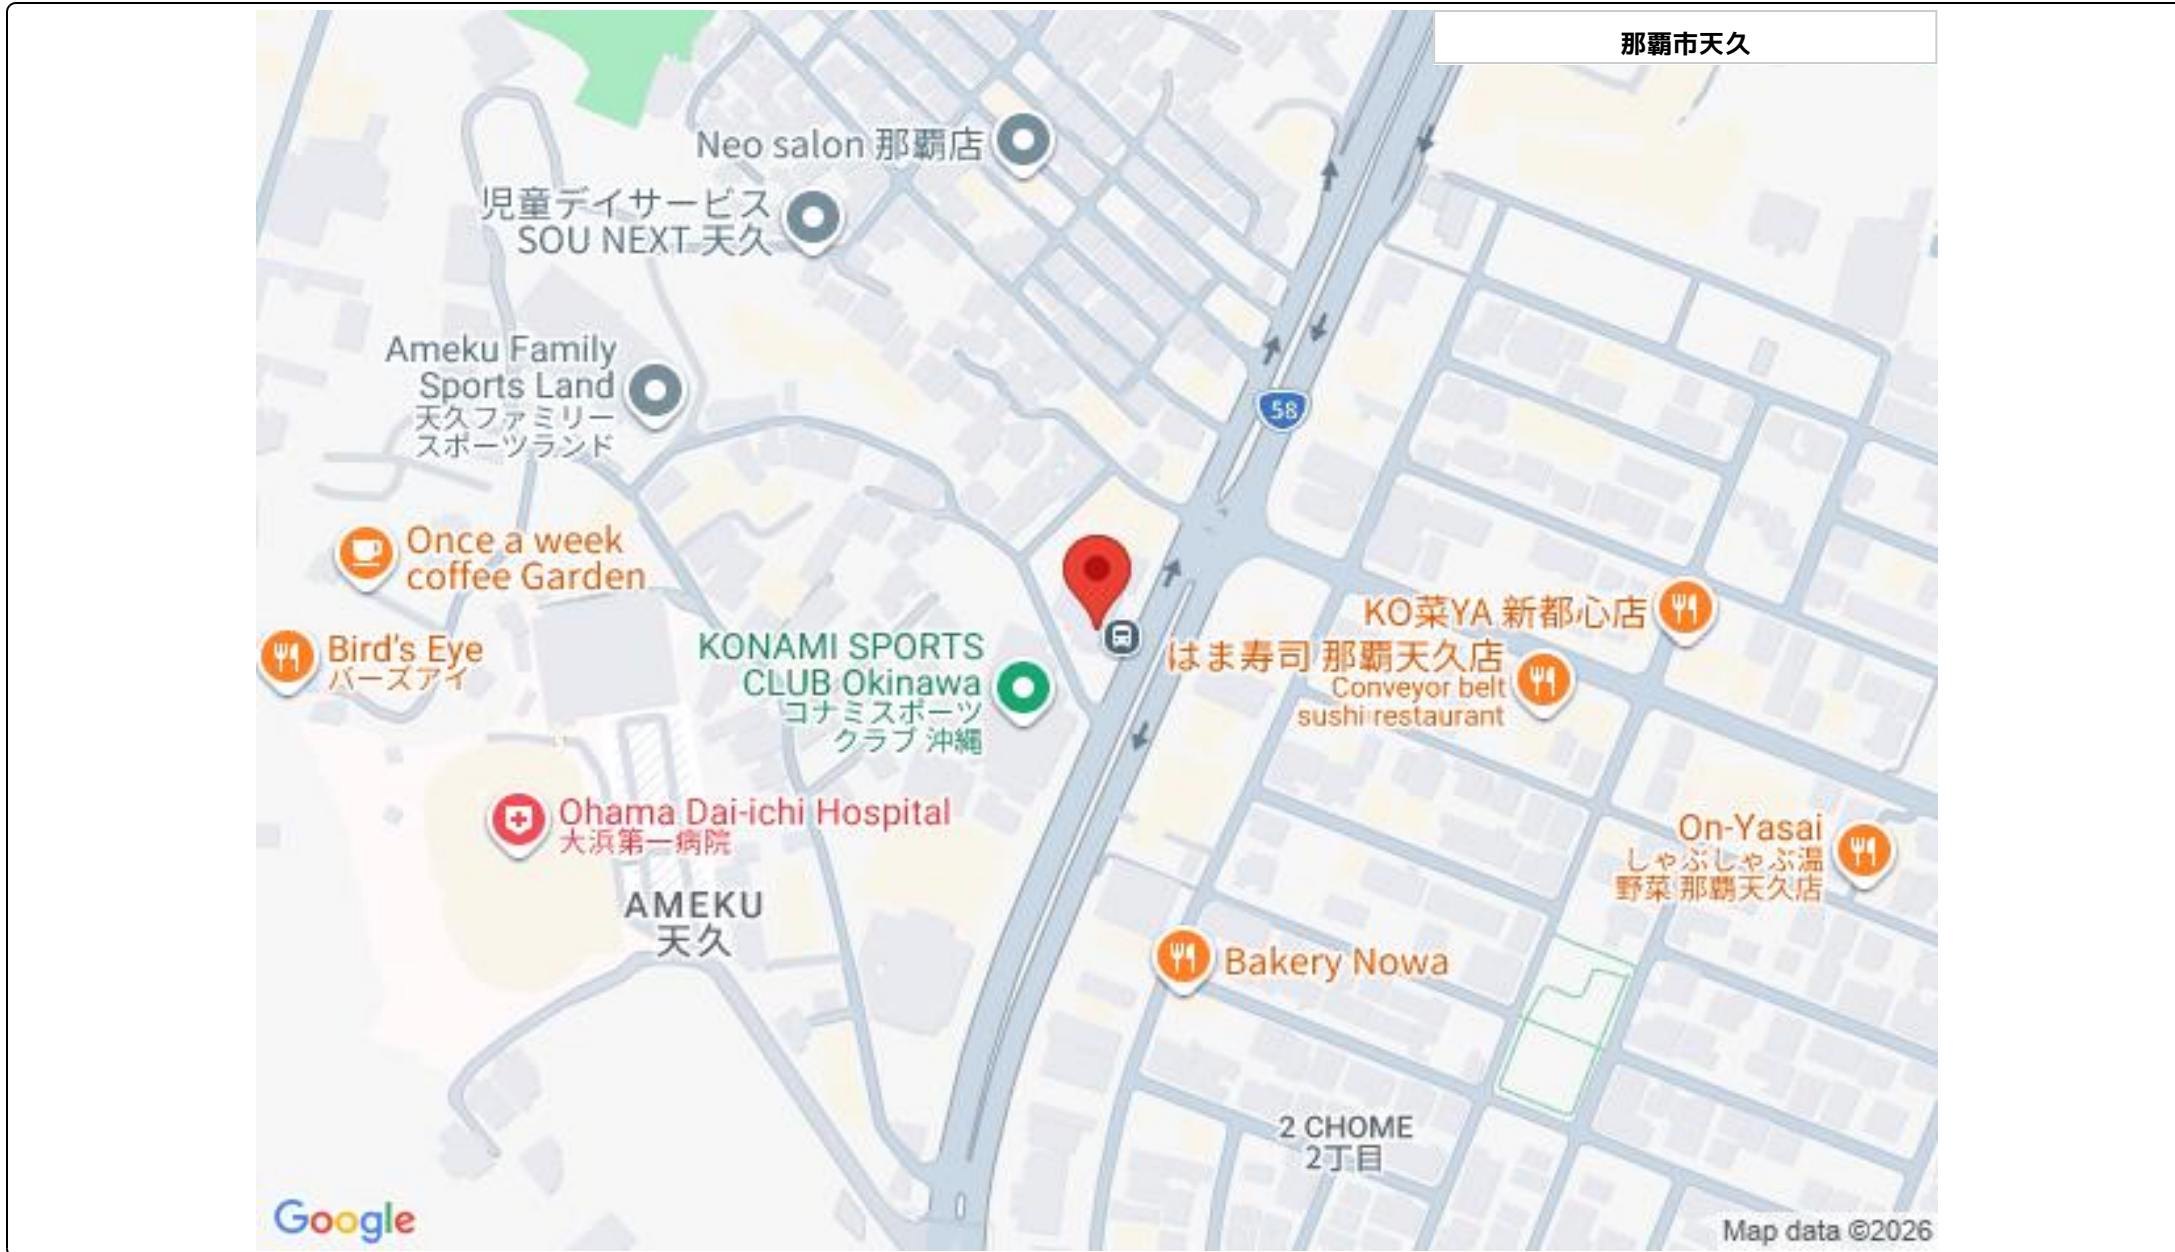 那覇市天久
Neo salon 那覇店
児童デイサービス
SOU NEXT 天久
58
Ameku Family
Sports Land
天久ファミリー
スポーツランド
Once a week
coffee Garden
Bird's Eye
バーズアイ
KONAMI SPORTS
CLUB Okinawa
コナミスポーツ
クラブ 沖縄
KO菜YA 新都心店
はま寿司 那覇天久店
Conveyor belt
sushi restaurant
Ohama Dai-ichi Hospital
大浜第一病院
On-Yasai
しゃぶしゃぶ温
野菜 那覇天久店
AMEKU
天久
Bakery Nowa
2 CHOME
2丁目
Google
Map data ©2026